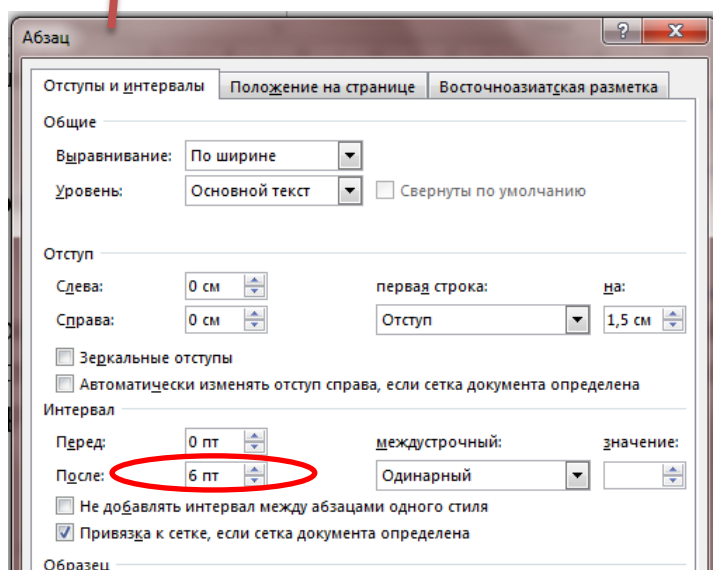 Абзац
Отступы и интервалы Положение на странице Восточноазиатская разметка
Общие
Выравнивание: По ширине
Уровень: Основной текст Свернуты по умолчанию
Отступ
Слева: 0 см первая строка: на:
Справа: 0 см Отступ 1,5 см
Зеркальные отступы
Автоматически изменять отступ справа, если сетка документа определена
Интервал
Перед: 0 пт междустрочный: значение:
После: 6 пт Одинарный
Не добавлять интервал между абзацами одного стиля
Привязка к сетке, если сетка документа определена
Образец